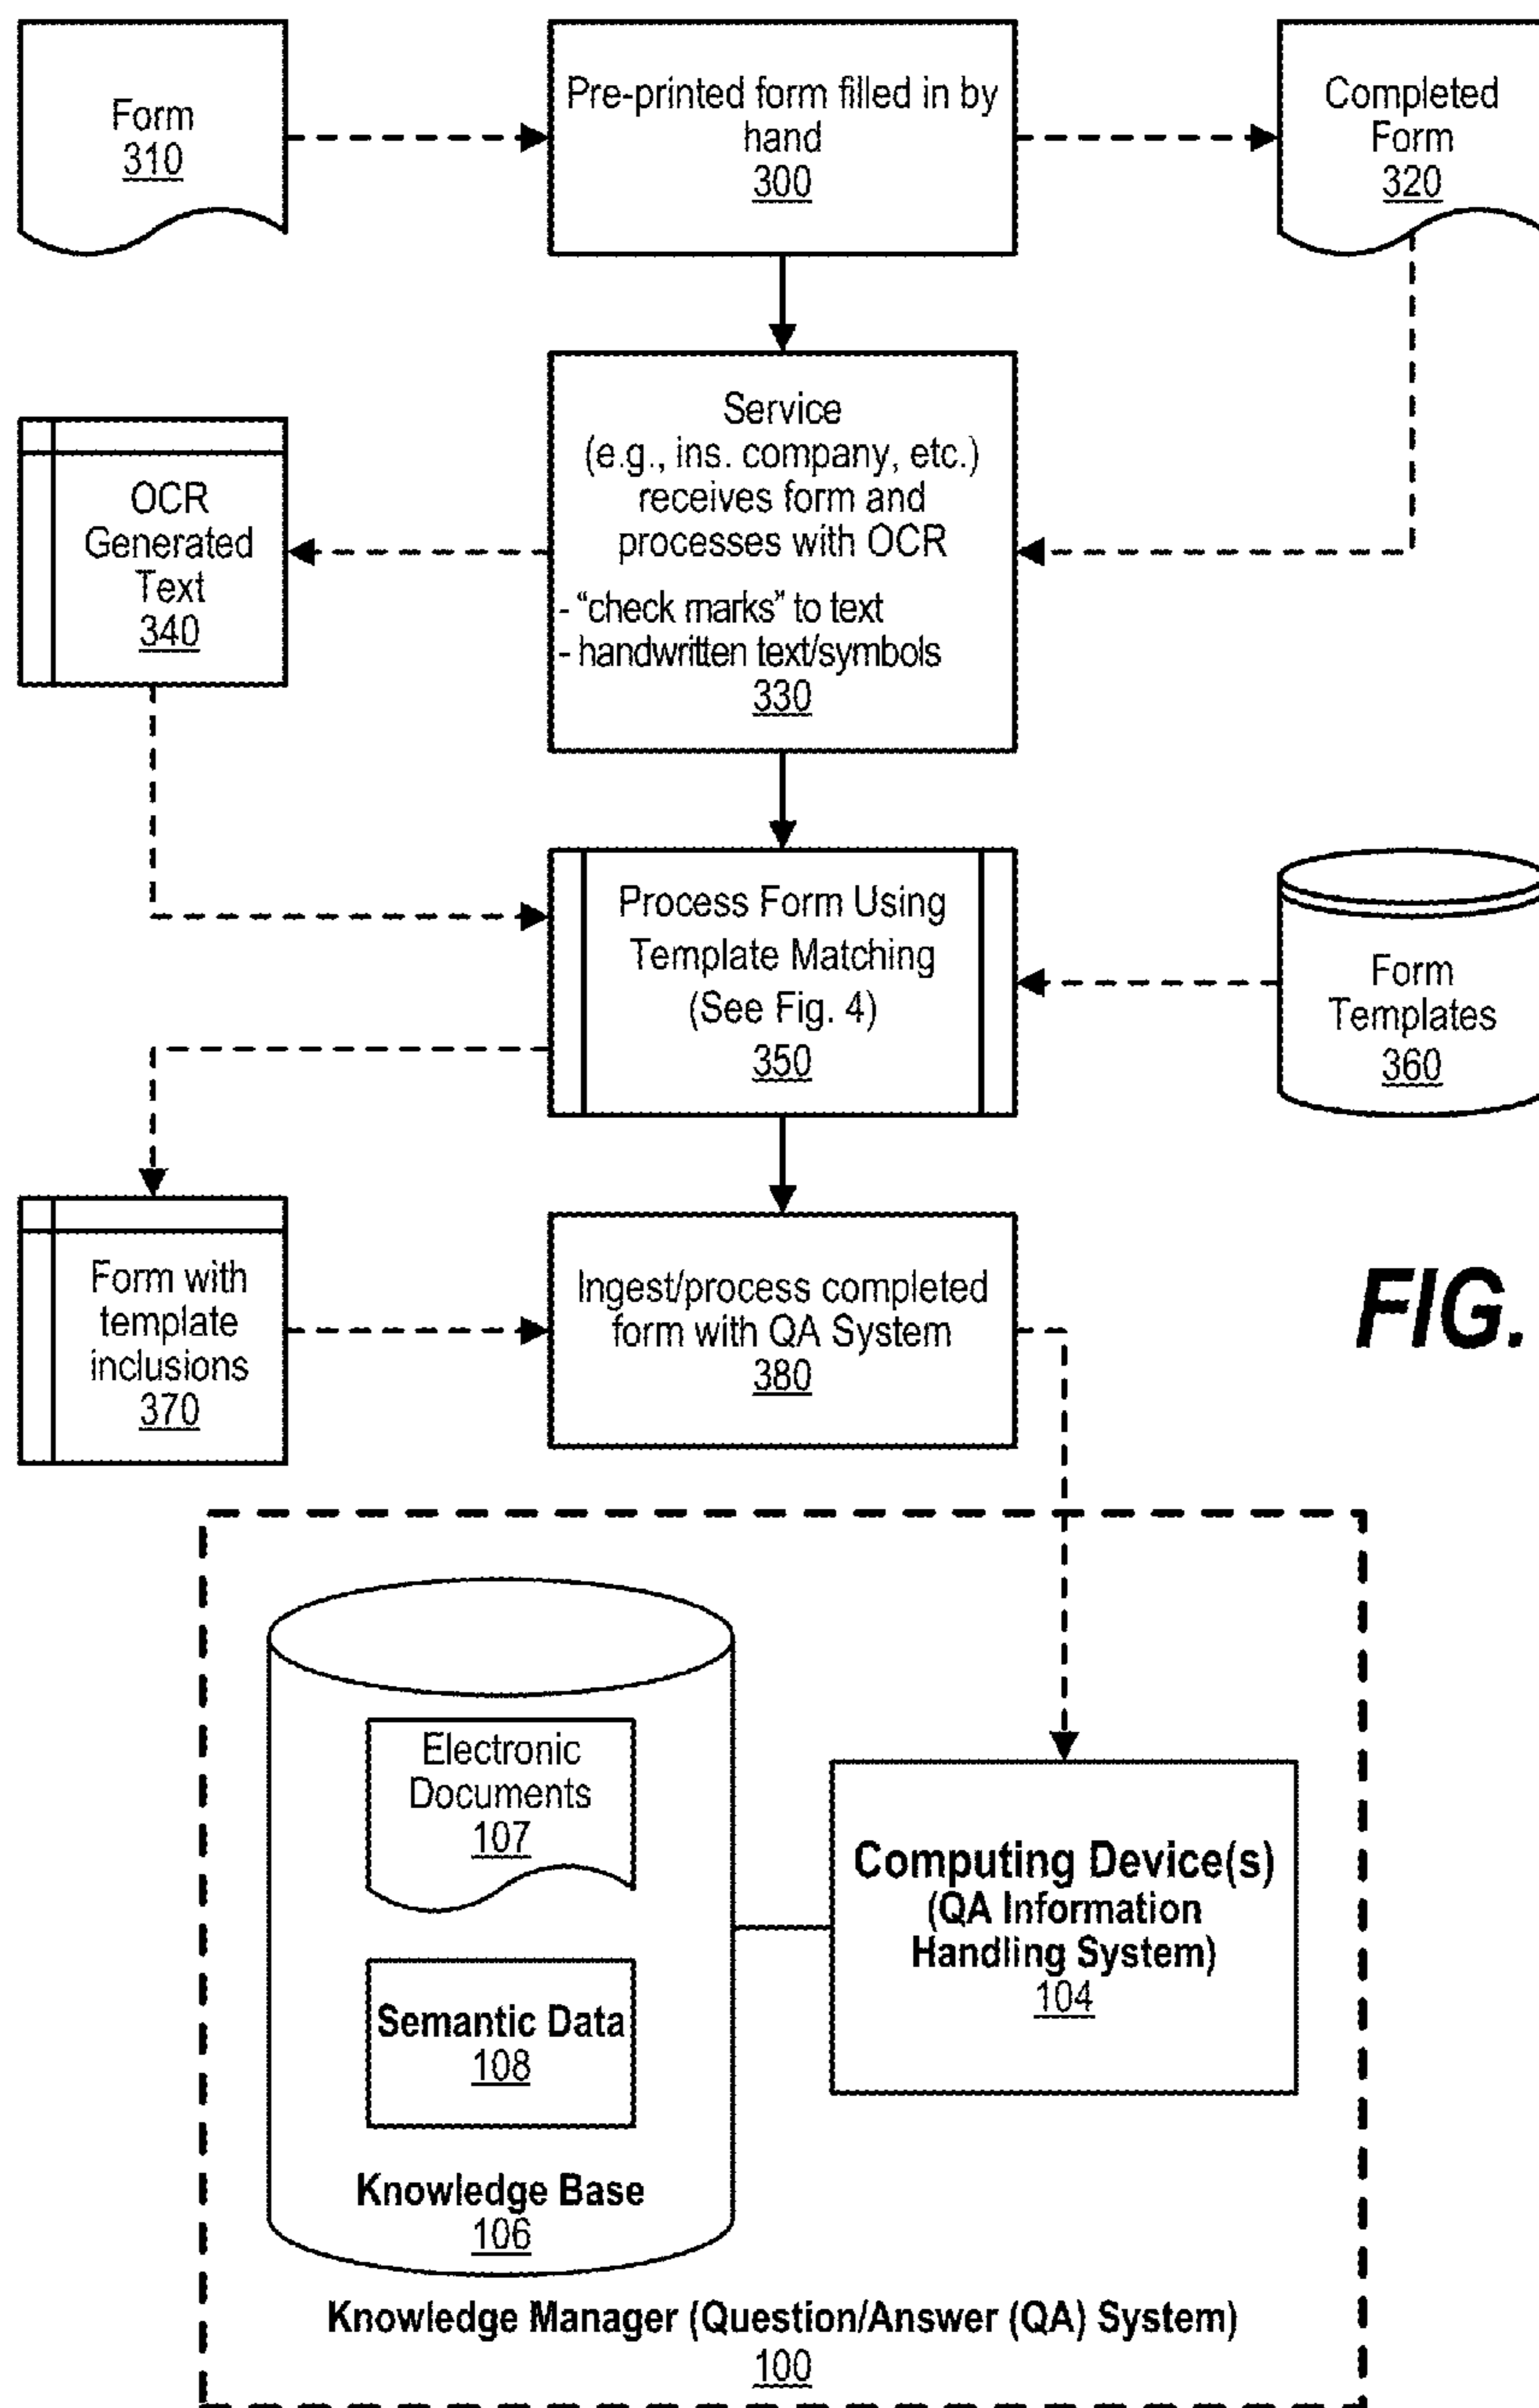 Form
310
Pre-printed form filled in by
hand
300
Completed
Form
320
Service
(e.g., ins. company, etc.)
receives form and
processes with OCR
- “check marks” to text
- handwritten text/symbols
330
OCR
Generated
Text
340
Process Form Using
Template Matching
(See Fig. 4)
350
Form
Templates
360
Form with
template
inclusions
370
Ingest/process completed
form with QA System
380
FIG.
Electronic
Documents
107
Semantic Data
108
Knowledge Base
106
Computing Device(s)
(QA Information
Handling System)
104
Knowledge Manager (Question/Answer (QA) System)
100